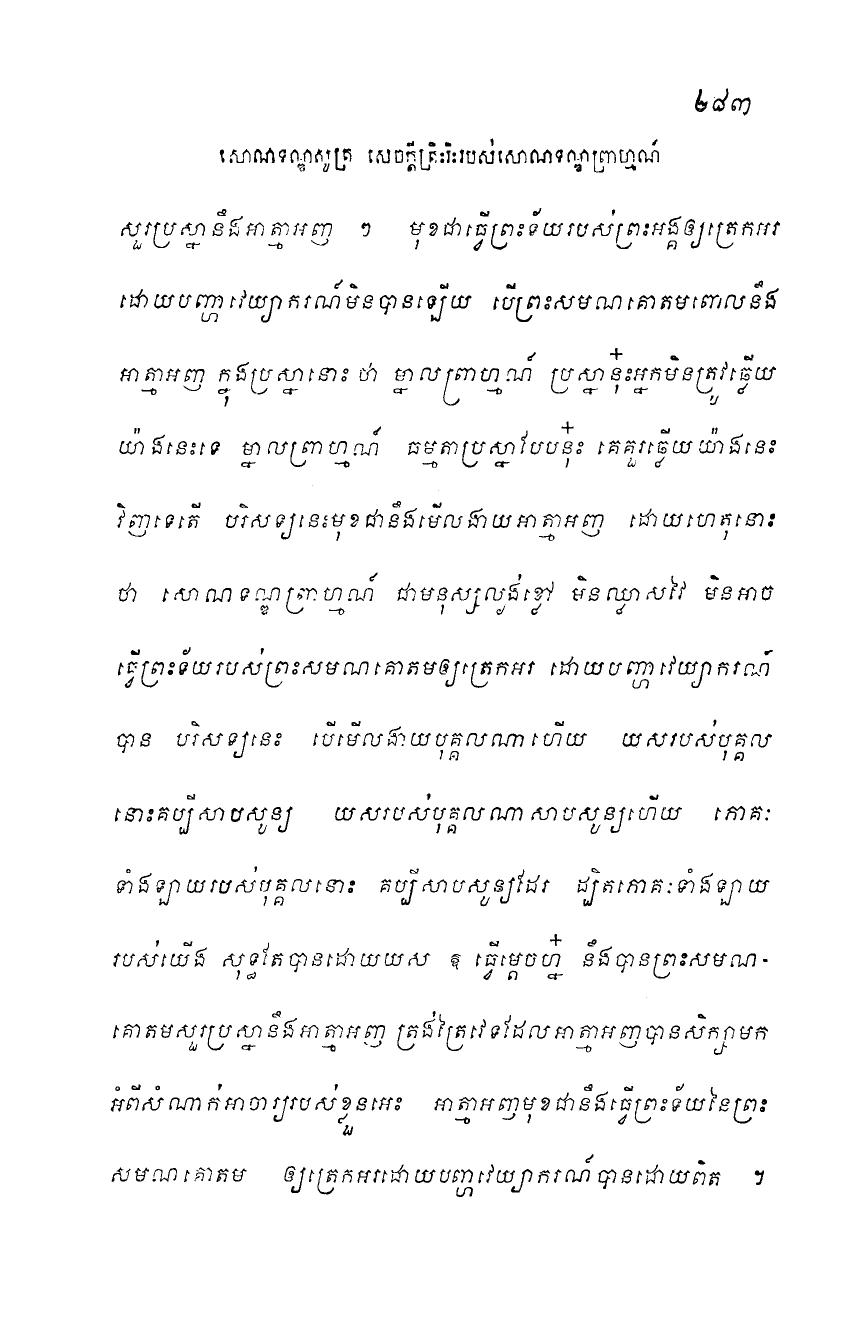 ២៨៣
សោណទណ្ឌសូត្រ សេចក្តីត្រិះរិះរបស់សោណទណ្ឌព្រាហ្មណ៍
សួរប្រស្នានឹងអាត្មាអញ ៗ មុខជាធ្វើព្រះទ័យរបស់ព្រះអង្គឲ្យត្រេកអរ
ដោយបញ្ហាវេយ្យាករណ៍មិនបានឡើយ បើព្រះសមណគោតមពោលនឹង
អាត្មាអញ ក្នុងប្រស្នានោះ ថា ម្នាលព្រាហ្មណ៍ ប្រស្នានុ៎ះអ្នកមិនត្រូវឆ្លើយ
យ៉ាងនេះទេ ម្នាលព្រាហ្មណ៍ ធម្មតាប្រស្នាបែបនុ៎ះ គេគួរឆ្លើយយ៉ាងនេះ
វិញទេតើ បរិសទ្យនេះមុខជានឹងមើលងាយអាត្មាអញ ដោយហេតុនោះ
ថា សោណទណ្ឌព្រាហ្មណ៍ ជាមនុស្សល្ងង់ខ្លៅ មិនឈ្លាសវៃ មិនអាច
ធ្វើព្រះទ័យរបស់ព្រះសមណគោតមឲ្យត្រេកអរ ដោយបញ្ហាវេយ្យាករណ៍
បាន បរិសទ្យនេះ បើមើលងាយបុគ្គលណាហើយ យសរបស់បុគ្គល
នោះគប្បីសាបសូន្យ យសរបស់បុគ្គលណាសាបសូន្យហើយ ភោគៈ
ទាំងឡាយរបស់បុគ្គលនោះ គប្បីសាបសូន្យដែរ ដ្បិតភោគៈទាំងឡាយ
របស់យើង សុទ្ធតែបានដោយយស ឱ ធ្វើម្តេចហ្ន៎ នឹងបានព្រះសមណ-
គោតមសួរប្រស្នានឹងអាត្មាអញ ត្រង់ត្រៃវេទដែលអាត្មាអញបានសិក្សាមក
អំពីសំណាក់អាចារ្យរបស់ខ្លួនអេះ អាត្មាអញមុខជានឹងធ្វើព្រះទ័យនៃព្រះ
សមណគោតម ឲ្យត្រេកអរដោយបញ្ហាវេយ្យាករណ៍បានដោយពិត ។